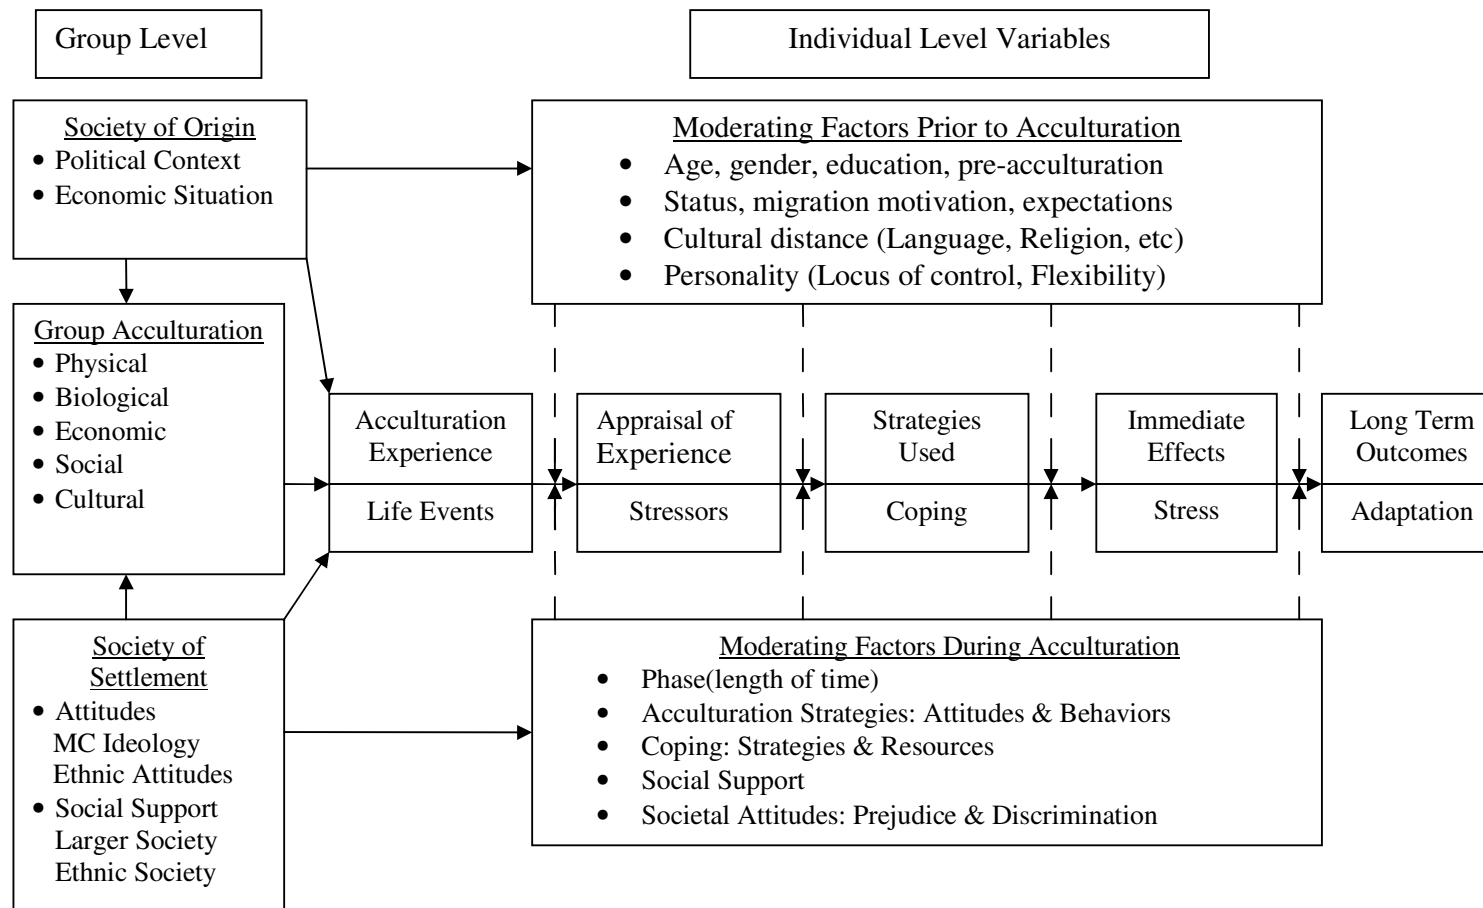 Group Level
Individual Level Variables
Society of Origin
• Political Context
• Economic Situation
Moderating Factors Prior to Acculturation
• Age, gender, education, pre-acculturation
• Status, migration motivation, expectations
• Cultural distance (Language, Religion, etc)
• Personality (Locus of control, Flexibility)
Group Acculturation
• Physical
• Biological
• Economic
• Social
• Cultural
Acculturation
Experience
Life Events
Appraisal of
Experience
Stressors
Strategies
Used
Coping
Immediate
Effects
Stress
Long Term
Outcomes
Adaptation
Society of
Settlement
• Attitudes
MC Ideology
Ethnic Attitudes
• Social Support
Larger Society
Ethnic Society
Moderating Factors During Acculturation
• Phase(length of time)
• Acculturation Strategies: Attitudes & Behaviors
• Coping: Strategies & Resources
• Social Support
• Societal Attitudes: Prejudice & Discrimination